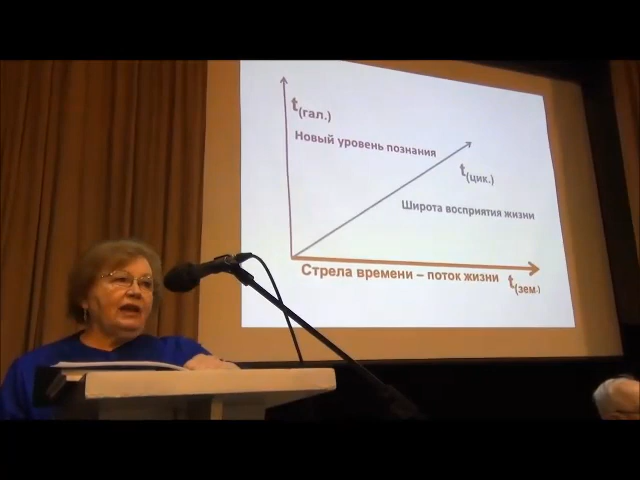 t(гал.)
Новый уровень познания
t(цик.)
Широта восприятия жизни
Стрела времени – поток жизни t(зем.)